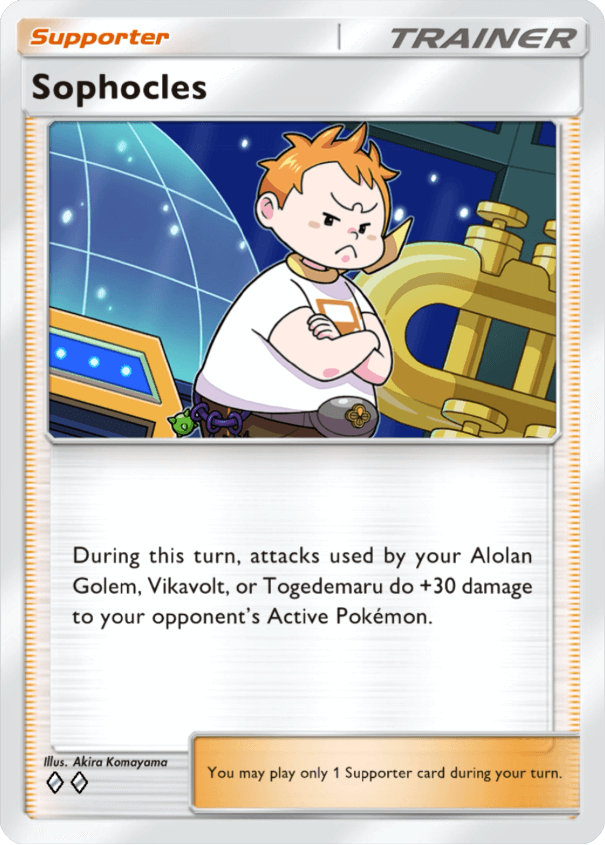 Supporter
TRAINER
Sophocles
During this turn, attacks used by your Alolan
Golem, Vikavolt, or Togedemaru do +30 damage
to your opponent's Active Pokémon.
Illus. Akira Komayama
You may play only 1 Supporter card during your turn.